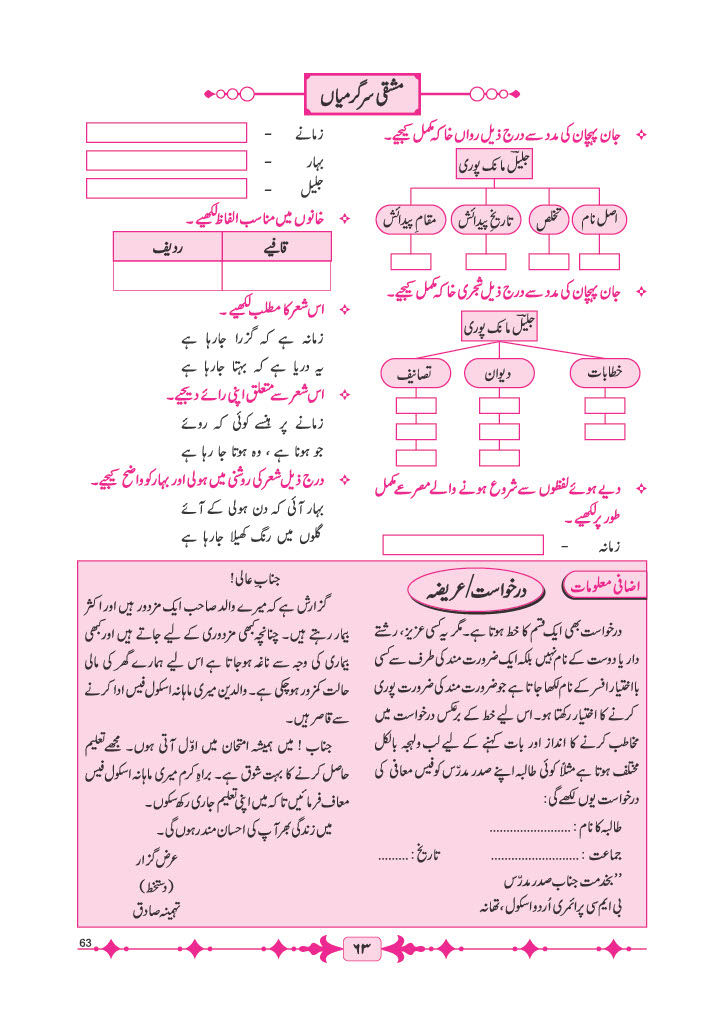 مشقی سرگرمیاں
جان پہچان کی مدد سے درج ذیل رواں خاکہ مکمل کیجیے۔
جلیلؔ مانک پوری
اصل نام
تخلص
تاریخِ پیدائش
مقامِ پیدائش
جان پہچان کی مدد سے درج ذیل شجری خاکہ مکمل کیجیے۔
جلیلؔ مانک پوری
خطابات
دیوان
تصانیف
دیے ہوئے لفظوں سے شروع ہونے والے مصرعے مکمل
طور پر لکھیے ۔
زمانہ –
زمانے –
بہار –
جلیل –
خانوں میں مناسب الفاظ لکھیے ۔
قافیے
ردیف
اس شعر کا مطلب لکھیے ۔
زمانہ ہے کہ گزرا جارہا ہے
یہ دریا ہے کہ بہتا جارہا ہے
اس شعر سے متعلق اپنی رائے دیجیے۔
زمانے پر ہنسے کوئی کہ روئے
جو ہونا ہے ، وہ ہوتا جا رہا ہے
درج ذیل شعر کی روشنی میں ہولی اور بہار کو واضح کیجیے۔
بہار آئی کہ دن ہولی کے آئے
گلوں میں رنگ کھیلا جارہا ہے
اضافی معلومات
درخواست/عریضہ
درخواست بھی ایک قسم کا خط ہوتا ہے۔ مگر یہ کسی عزیز، رشتے
دار یا دوست کے نام نہیں بلکہ ایک ضرورت مند کی طرف سے کسی
بااختیار افسر کے نام لکھا جاتا ہے جو ضرورت مند کی ضرورت پوری
کرنے کا اختیار رکھتا ہو۔ اس لیے خط کے برعکس درخواست میں
مخاطب کرنے کا انداز اور بات کہنے کے لیے لب و لہجہ بالکل
مختلف ہوتا ہے مثلاً کوئی طالبہ اپنے صدر مدرّس کو فیس معافی کی
درخواست یوں لکھے گی:
طالبہ کا نام : ........................
جماعت : .......................... تاریخ : .........
”بخدمت جناب صدر مدرّس
بی ایم سی پرائمری اُردو اسکول، تھانہ
جنابِ عالی!
گزارش ہے کہ میرے والد صاحب ایک مزدور ہیں اور اکثر
بیمار رہتے ہیں۔ چنانچہ کبھی مزدوری کے لیے جاتے ہیں اور کبھی
بیماری کی وجہ سے ناغہ ہوجاتا ہے اس لیے ہمارے گھر کی مالی
حالت کمزور ہوچکی ہے۔ والدین میری ماہانہ اسکول فیس ادا کرنے
سے قاصر ہیں۔
جناب ! میں ہمیشہ امتحان میں اوّل آتی ہوں۔ مجھے تعلیم
حاصل کرنے کا بہت شوق ہے۔ براہِ کرم میری ماہانہ اسکول فیس
معاف فرمائیں تاکہ میں اپنی تعلیم جاری رکھ سکوں۔
میں زندگی بھر آپ کی احسان مند رہوں گی۔
عرض گزار
(دستخط)
تہمینہ صادق
63
۶۳